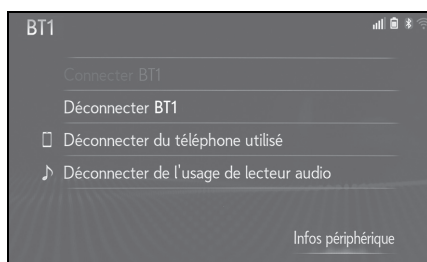 BT1
Connecter BT1
Déconnecter BT1
Déconnecter du téléphone utilisé
Déconnecter de l'usage de lecteur audio
Infos périphérique